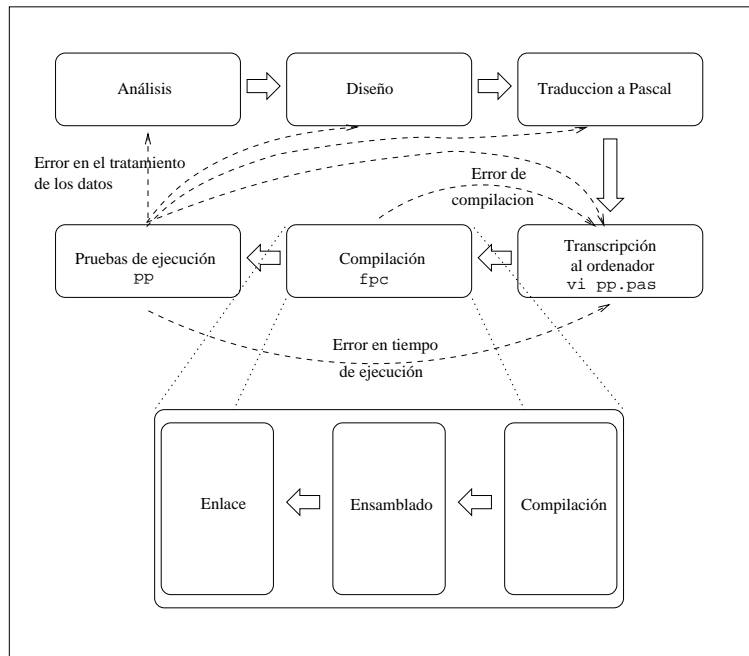 Análisis
Diseño
Traduccion a Pascal
Error en el tratamiento
de los datos
Error de
compilacion
Pruebas de ejecución
pp
Compilación
fpc
Transcripción
al ordenador
vi pp.pas
Error en tiempo
de ejecución
Enlace
Ensamblado
Compilación